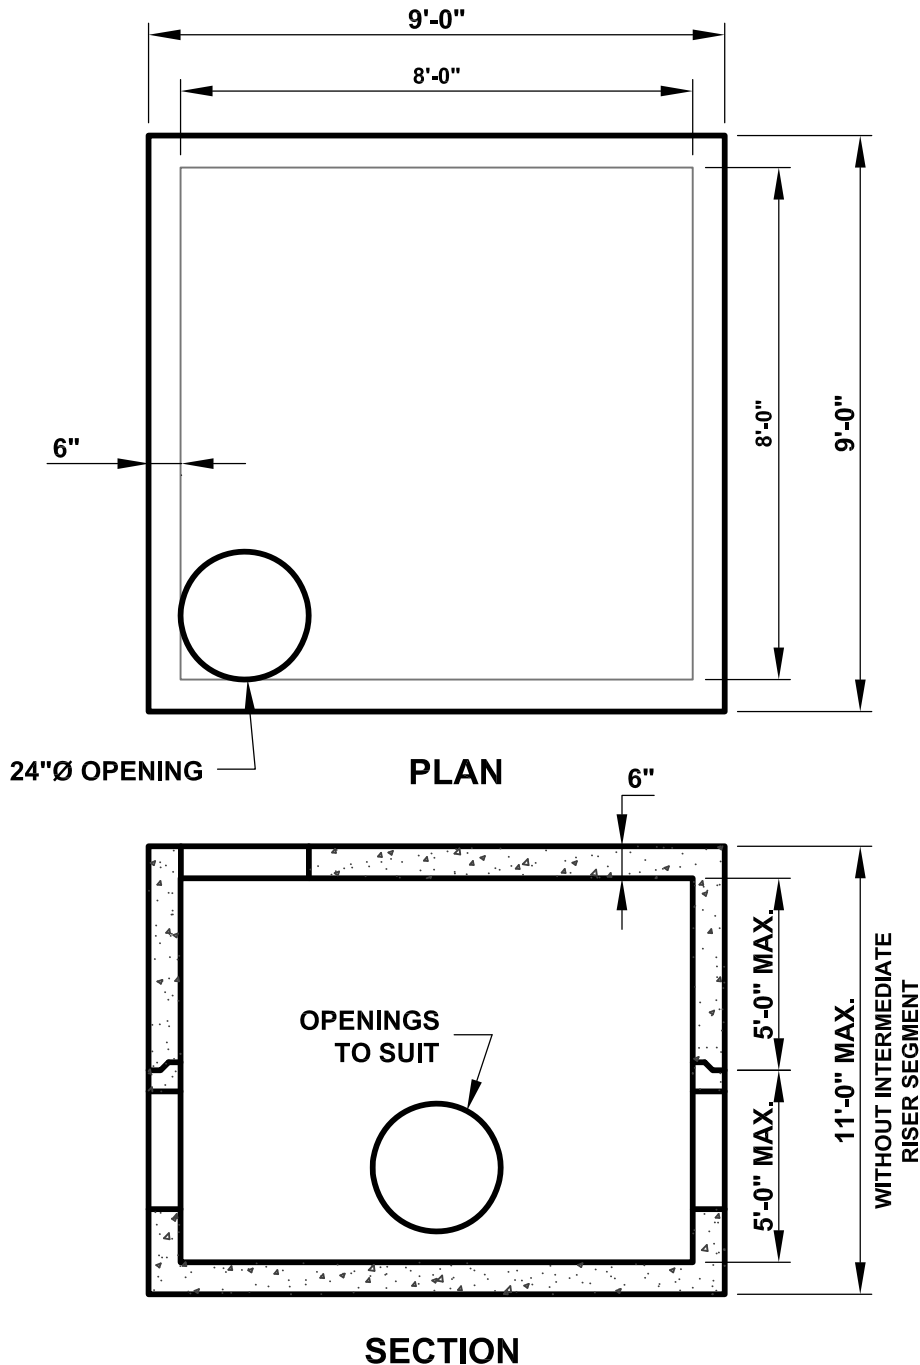 9'-0"
8'-0"
8'-0"
9'-0"
6"
24"Ø OPENING
PLAN
6"
OPENINGS
TO SUIT
5'-0" MAX.
5'-0" MAX.
11'-0" MAX.
WITHOUT INTERMEDIATE
RISER SEGMENT
SECTION